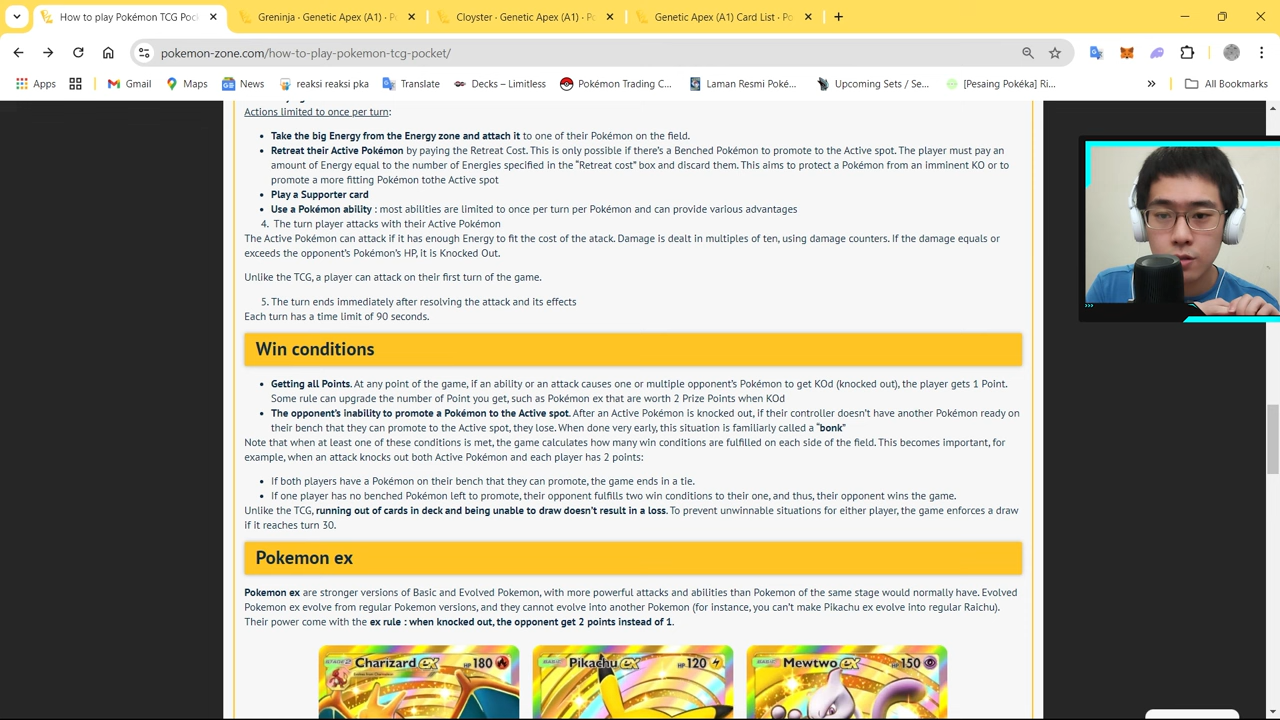 How to play Pokémon TCG Poc
Greninja · Genetic Apex (A1) · P
Cloyster · Genetic Apex (A1) · P
Genetic Apex (A1) Card List · Po
pokemon-zone.com/how-to-play-pokemon-tcg-pocket/
Apps
Gmail
Maps
News
reaksi reaksi pka
Translate
Decks – Limitless
Pokémon Trading C...
Laman Resmi Poké...
Upcoming Sets / Se...
[Pesaing Pokéka] Ri...
All Bookmarks
Actions limited to once per turn:
• Take the big Energy from the Energy zone and attach it to one of their Pokémon on the field.
• Retreat their Active Pokémon by paying the Retreat Cost. This is only possible if there's a Benched Pokémon to promote to the Active spot. The player must pay an
amount of Energy equal to the number of Energies specified in the "Retreat cost" box and discard them. This aims to protect a Pokémon from an imminent KO or to
promote a more fitting Pokémon tothe Active spot
• Play a Supporter card
• Use a Pokémon ability : most abilities are limited to once per turn per Pokémon and can provide various advantages
4. The turn player attacks with their Active Pokémon
The Active Pokémon can attack if it has enough Energy to fit the cost of the atack. Damage is dealt in multiples of ten, using damage counters. If the damage equals or
exceeds the opponent's Pokémon's HP, it is Knocked Out.
Unlike the TCG, a player can attack on their first turn of the game.
5. The turn ends immediately after resolving the attack and its effects
Each turn has a time limit of 90 seconds.
Win conditions
• Getting all Points. At any point of the game, if an ability or an attack causes one or multiple opponent's Pokémon to get KOd (knocked out), the player gets 1 Point.
Some rule can upgrade the number of Point you get, such as Pokémon ex that are worth 2 Prize Points when KOd
• The opponent's inability to promote a Pokémon to the Active spot. After an Active Pokémon is knocked out, if their controller doesn't have another Pokémon ready on
their bench that they can promote to the Active spot, they lose. When done very early, this situation is familiarly called a "bonk"
Note that when at least one of these conditions is met, the game calculates how many win conditions are fulfilled on each side of the field. This becomes important, for
example, when an attack knocks out both Active Pokémon and each player has 2 points:
• If both players have a Pokémon on their bench that they can promote, the game ends in a tie.
• If one player has no benched Pokémon left to promote, their opponent fulfills two win conditions to their one, and thus, their opponent wins the game.
Unlike the TCG, running out of cards in deck and being unable to draw doesn't result in a loss. To prevent unwinnable situations for either player, the game enforces a draw
if it reaches turn 30.
Pokemon ex
Pokemon ex are stronger versions of Basic and Evolved Pokemon, with more powerful attacks and abilities than Pokemon of the same stage would normally have. Evolved
Pokemon ex evolve from regular Pokemon versions, and they cannot evolve into another Pokemon (for instance, you can't make Pikachu ex evolve into regular Raichu).
Their power come with the ex rule : when knocked out, the opponent get 2 points instead of 1.
STAGE 2 Charizard ex HP 180
BASIC Pikachu ex HP 120
BASIC Mewtwo ex HP 150